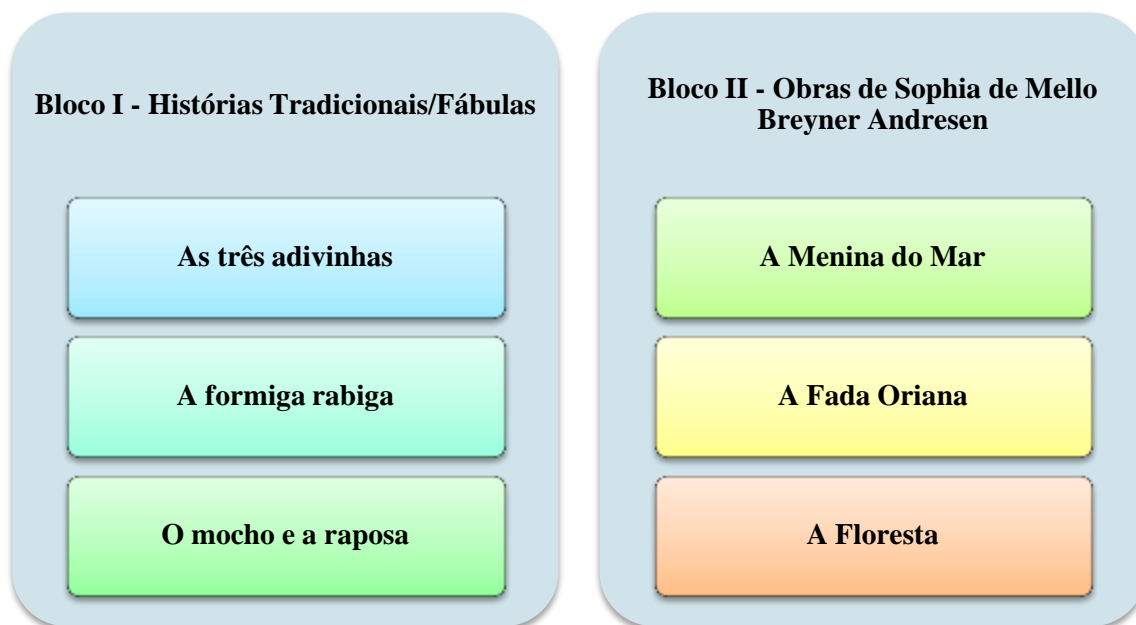 Bloco I - Histórias Tradicionais/Fábulas
As três adivinhas
A formiga rabiga
O mocho e a raposa
Bloco II - Obras de Sophia de Mello
Breyner Andresen
A Menina do Mar
A Fada Oriana
A Floresta